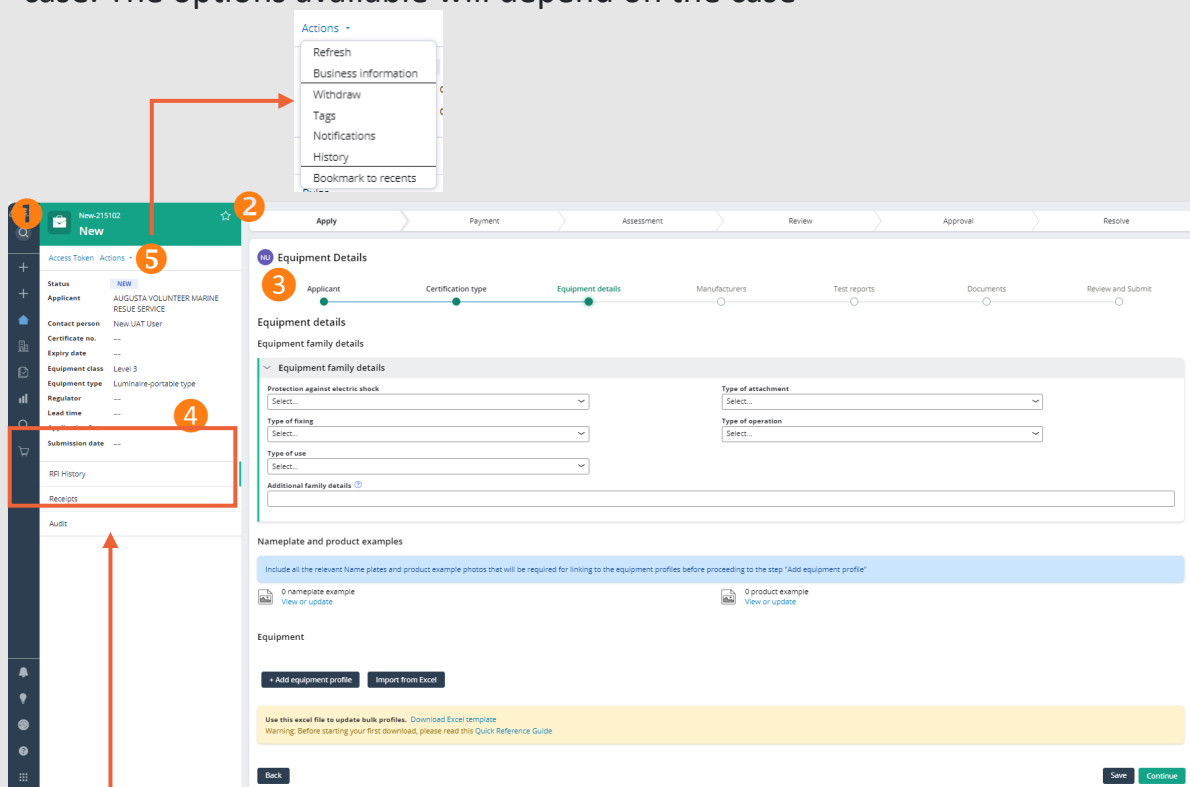 case. The options available will depend on the case
Actions
Refresh
Business information
Withdraw
Tags
Notifications
History
Bookmark to recents
1
New-215102
New
2
Apply
Payment
Assessment
Review
Approval
Resolve
Access Token Actions
5
Status NEW
Applicant AUGUSTA VOLUNTEER MARINE
RESUE SERVICE
Contact person New UAT User
Certificate no. --
Expiry date --
Equipment class Level 3
Equipment type Luminaire-portable type
Regulator --
Lead time --
4
Submission date --
RFI History
Receipts
Audit
NU Equipment Details
3
Applicant
Certification type
Equipment details
Manufacturers
Test reports
Documents
Review and Submit
Equipment details
Equipment family details
Equipment family details
Protection against electric shock
Select...
Type of attachment
Select...
Type of fixing
Select...
Type of operation
Select...
Type of use
Select...
Additional family details ?
Nameplate and product examples
Include all the relevant Name plates and product example photos that will be required for linking to the equipment profiles before proceeding to the step "Add equipment profile"
0 nameplate example
View or update
0 product example
View or update
Equipment
+ Add equipment profile
Import from Excel
Use this excel file to update bulk profiles. Download Excel template
Warning: Before starting your first download, please read this Quick Reference Guide
Back
Save
Continue